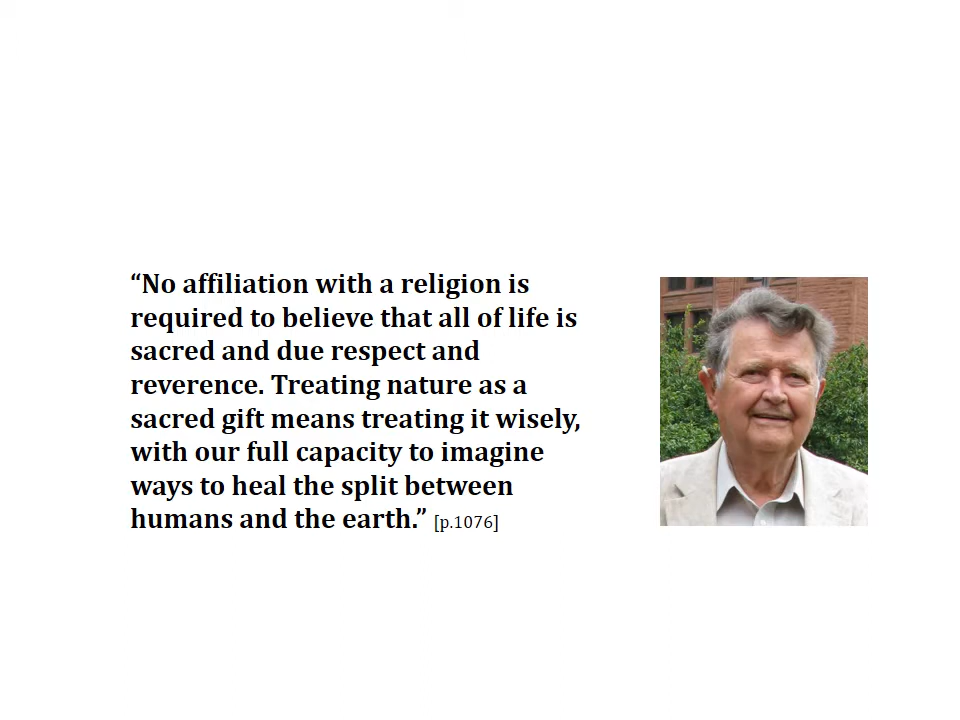 “No affiliation with a religion is
required to believe that all of life is
sacred and due respect and
reverence. Treating nature as a
sacred gift means treating it wisely,
with our full capacity to imagine
ways to heal the split between
humans and the earth.” [p.1076]